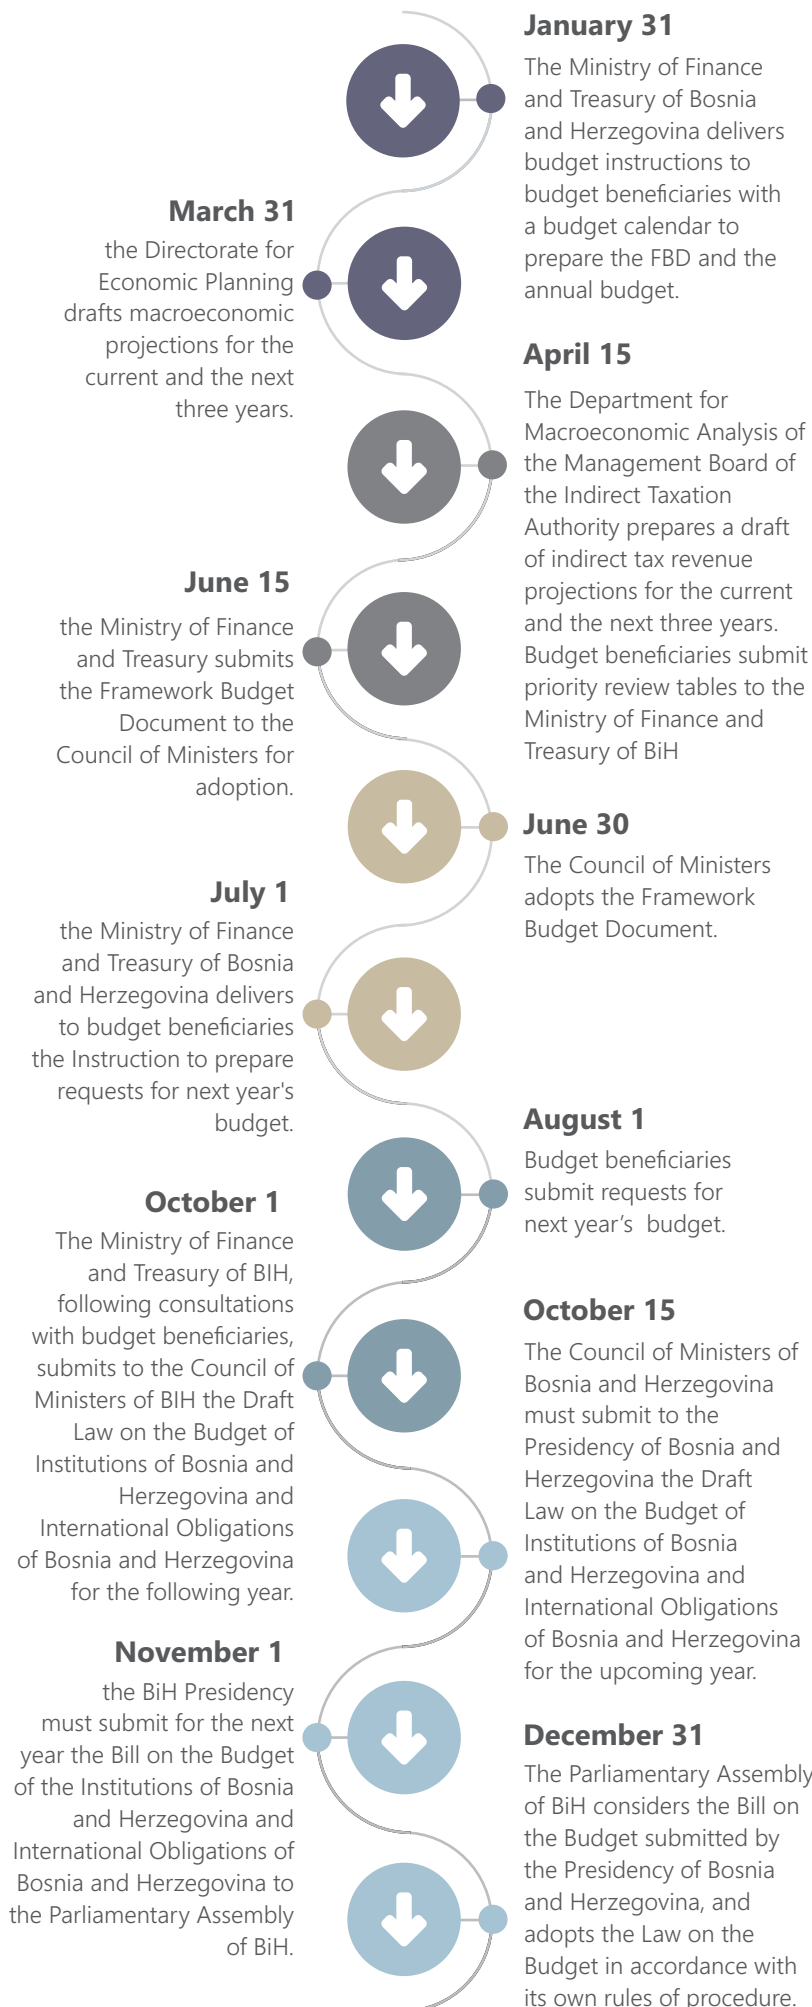 January 31
The Ministry of Finance
and Treasury of Bosnia
and Herzegovina delivers
budget instructions to
budget beneficiaries with
a budget calendar to
prepare the FBD and the
annual budget.
March 31
the Directorate for
Economic Planning
drafts macroeconomic
projections for the
current and the next
three years.
April 15
The Department for
Macroeconomic Analysis of
the Management Board of
the Indirect Taxation
Authority prepares a draft
of indirect tax revenue
projections for the current
and the next three years.
Budget beneficiaries submit
priority review tables to the
Ministry of Finance and
Treasury of BiH
June 15
the Ministry of Finance
and Treasury submits
the Framework Budget
Document to the
Council of Ministers for
adoption.
June 30
The Council of Ministers
adopts the Framework
Budget Document.
July 1
the Ministry of Finance
and Treasury of Bosnia
and Herzegovina delivers
to budget beneficiaries
the Instruction to prepare
requests for next year's
budget.
August 1
Budget beneficiaries
submit requests for
next year’s  budget.
October 1
The Ministry of Finance
and Treasury of BIH,
following consultations
with budget beneficiaries,
submits to the Council of
Ministers of BIH the Draft
Law on the Budget of
Institutions of Bosnia and
Herzegovina and
International Obligations
of Bosnia and Herzegovina
for the following year.
October 15
The Council of Ministers of
Bosnia and Herzegovina
must submit to the
Presidency of Bosnia and
Herzegovina the Draft
Law on the Budget of
Institutions of Bosnia
and Herzegovina and
International Obligations
of Bosnia and Herzegovina
for the upcoming year.
November 1
the BiH Presidency
must submit for the next
year the Bill on the Budget
of the Institutions of Bosnia
and Herzegovina and
International Obligations of
Bosnia and Herzegovina to
the Parliamentary Assembly
of BiH.
December 31
The Parliamentary Assembly
of BiH considers the Bill on
the Budget submitted by
the Presidency of Bosnia
and Herzegovina, and
adopts the Law on the
Budget in accordance with
its own rules of procedure.